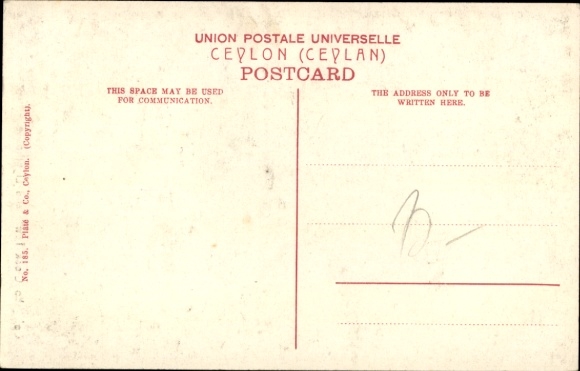 UNION POSTALE UNIVERSELLE
CEYLON (CEYLAN)
POSTCARD
THIS SPACE MAY BE USED
FOR COMMUNICATION.
THE ADDRESS ONLY TO BE
WRITTEN HERE.
No. 185. Plâté & Co., Ceylon. (Copyright).